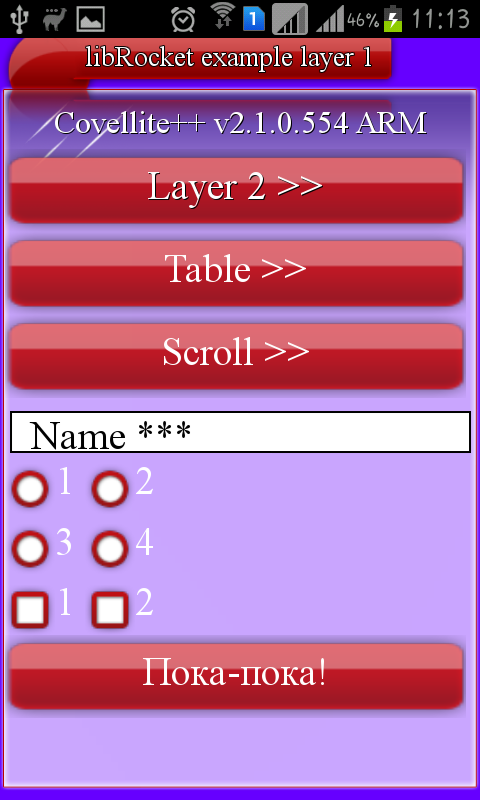 1 46% 11:13
libRocket example layer 1
Covellite++ v2.1.0.554 ARM
Layer 2 >>
Table >>
Scroll >>
Name ***
1 2
3 4
1 2
Пока-пока!